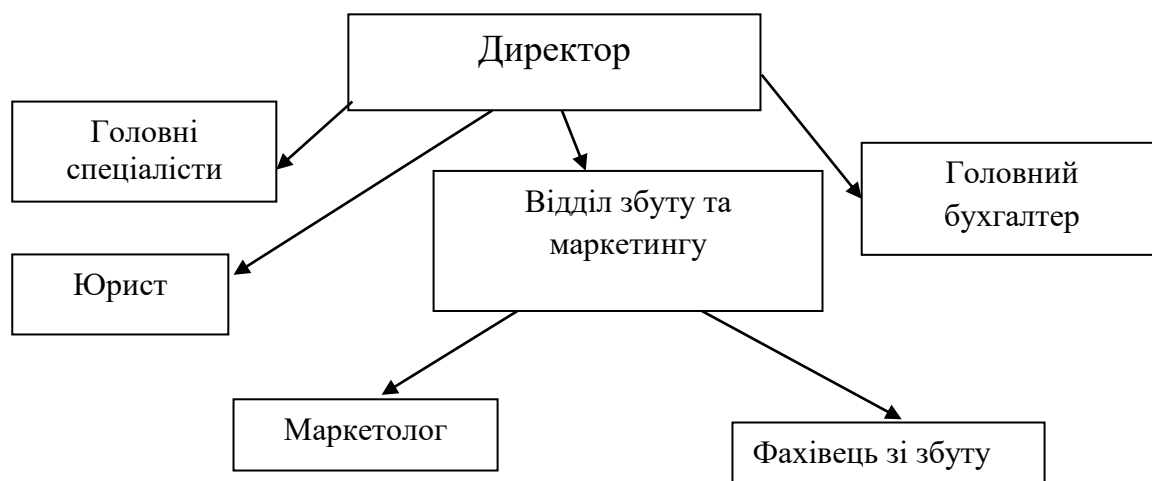 Директор
Головні
спеціалісти
Відділ збуту та
маркетингу
Головний
бухгалтер
Юрист
Маркетолог
Фахівець зі збуту